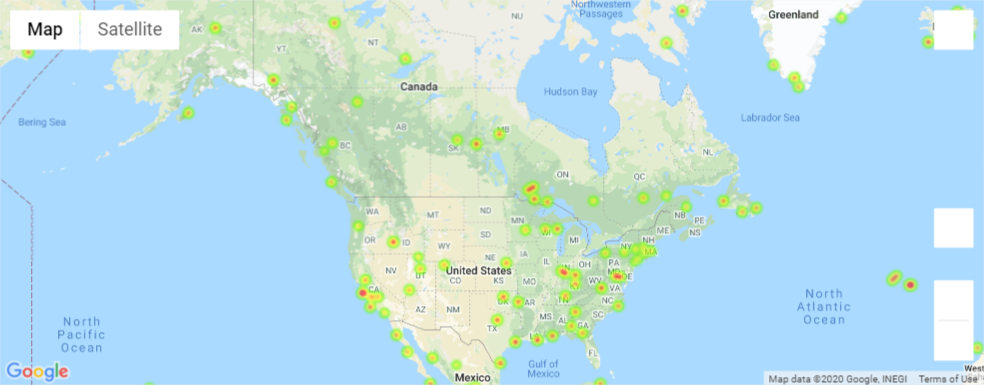 Map
Satellite
Northwestern
Passages
Greenland
NU
AK
YT
NT
Canada
Hudson Bay
Bering Sea
Labrador Sea
AB
MB
BC
SK
NL
ON
QC
PE
NB
NS
WA
MT
ND
MN
ME
OR
ID
SD
WI
MI
NH
WY
NY
MA
NE
IA
NV
UT
United States
IL
IN
OH
PA
CO
KS
MO
WV
MD
DE
CA
VA
AZ
NM
OK
AR
TN
NC
SC
TX
MS
AL
GA
LA
FL
North
Pacific
Ocean
North
Atlantic
Ocean
Gulf of
Mexico
Mexico
Google
Map data ©2020 Google, INEGI
Terms of Use